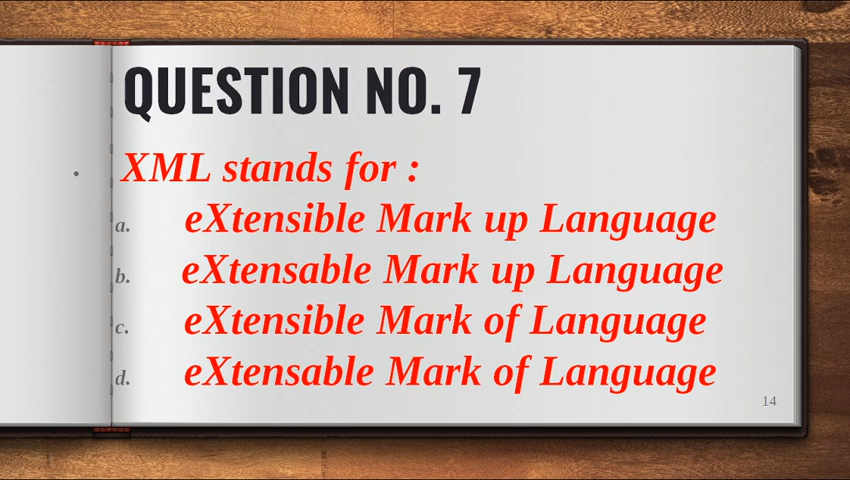 QUESTION NO. 7
• XML stands for :
a. eXtensible Mark up Language
b. eXtensable Mark up Language
c. eXtensible Mark of Language
d. eXtensable Mark of Language
14